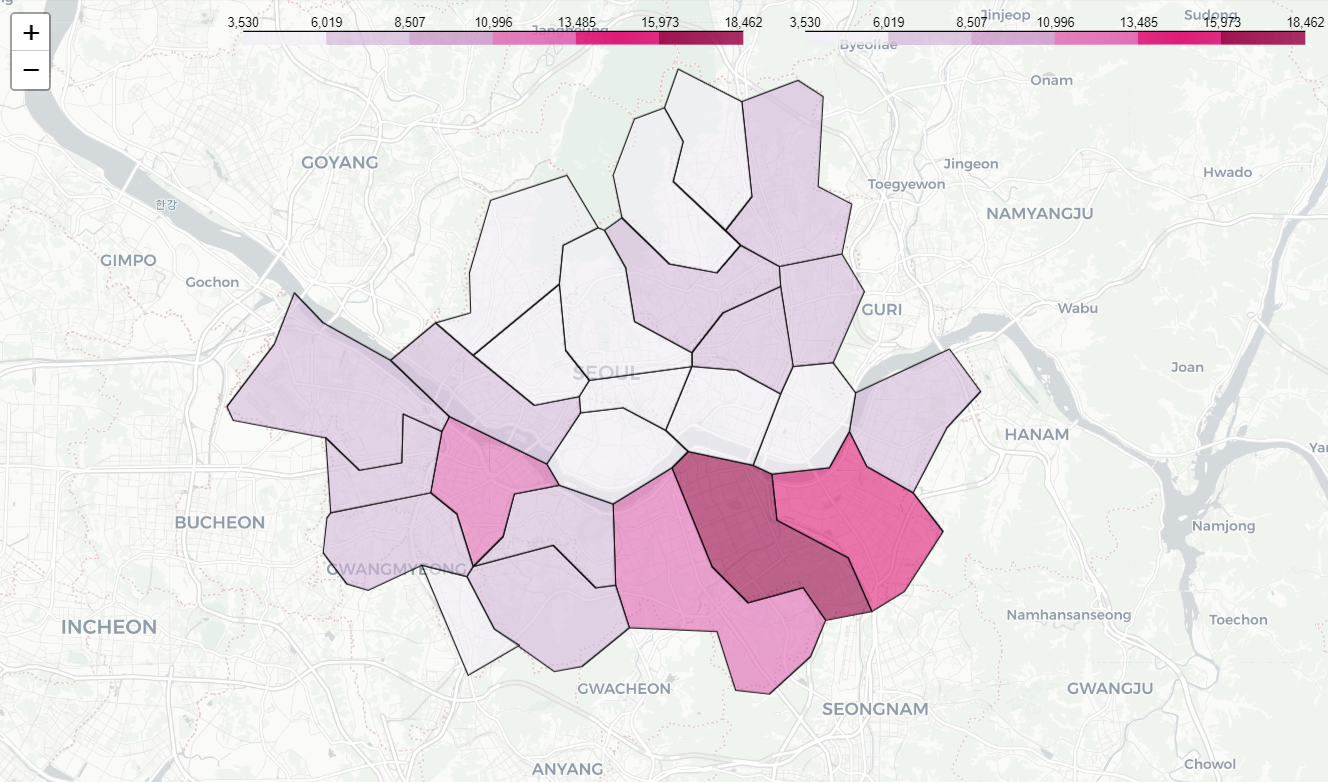 +
−
3,530 6,019 8,507 10,996 13,485 15,973 18,462
3,530 6,019 8,507 10,996 13,485 15,973 18,462
Jinjeop
Sudong
Byeollae
Onam
GOYANG
Jingeon
Hwado
Toegyewon
한강
NAMYANGJU
GIMPO
Gochon
GURI
Wabu
Joan
SEOUL
HANAM
BUCHEON
Namjong
GWANGMYEONG
INCHEON
Namhansanseong
Toechon
GWACHEON
GWANGJU
SEONGNAM
ANYANG
Chowol